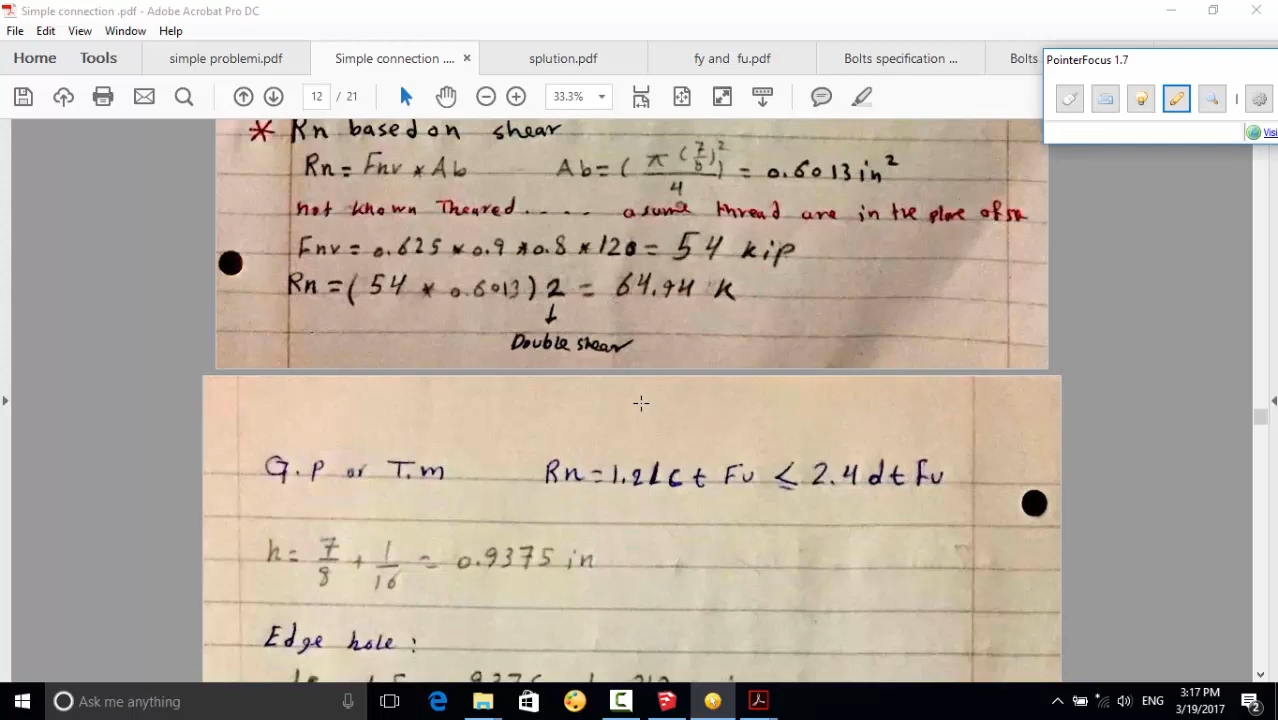 Simple connection .pdf - Adobe Acrobat Pro DC
File Edit View Window Help
Home Tools simple problemi.pdf Simple connection .... × splution.pdf fy and fu.pdf Bolts specification ... Bolts
PointerFocus 1.7
12 / 21 33.3%
Visi
* Rn based on shear
Rn = Fnv * Ab Ab = ( π (7/8)² / 4 ) = 0.6013 in²
not known Theared ..... asume thread are in the plane of
Fnv = 0.625 * 0.9 * 0.8 * 120 = 54 kip
Rn = ( 54 * 0.6013 ) 2 = 64.94 K
↓
Double shear
G.P or T.m Rn = 1.2 Lc t Fu ≤ 2.4 dt Fu
h = 7/8 + 1/16 = 0.9375 in
Edge hole :
Ask me anything
ENG
3:17 PM
3/19/2017
2